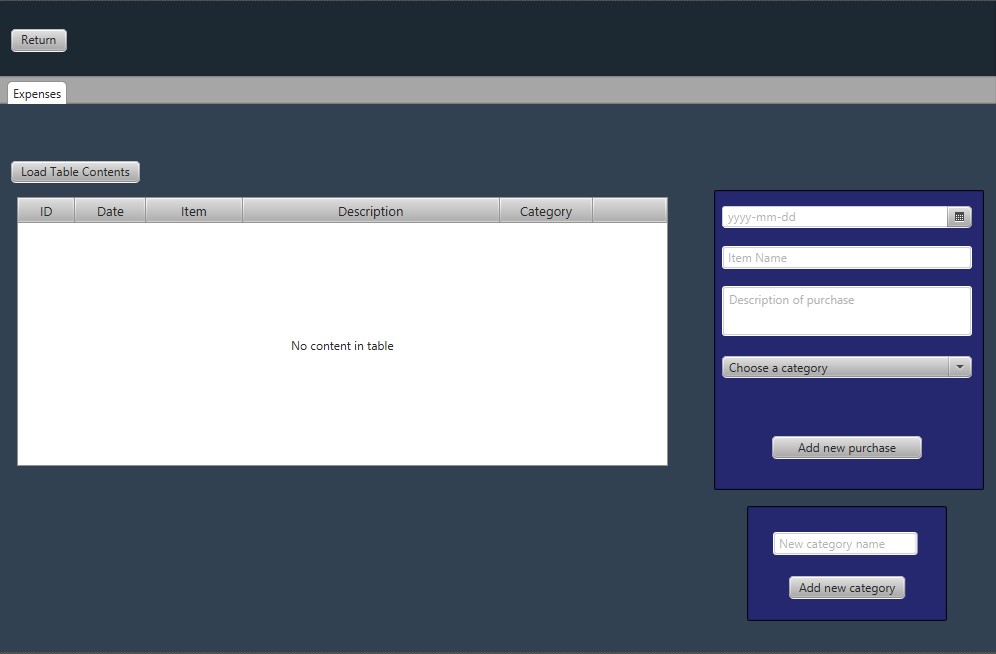 Return
Expenses
Load Table Contents
ID Date Item Description Category
No content in table
yyyy-mm-dd
Item Name
Description of purchase
Choose a category
Add new purchase
New category name
Add new category